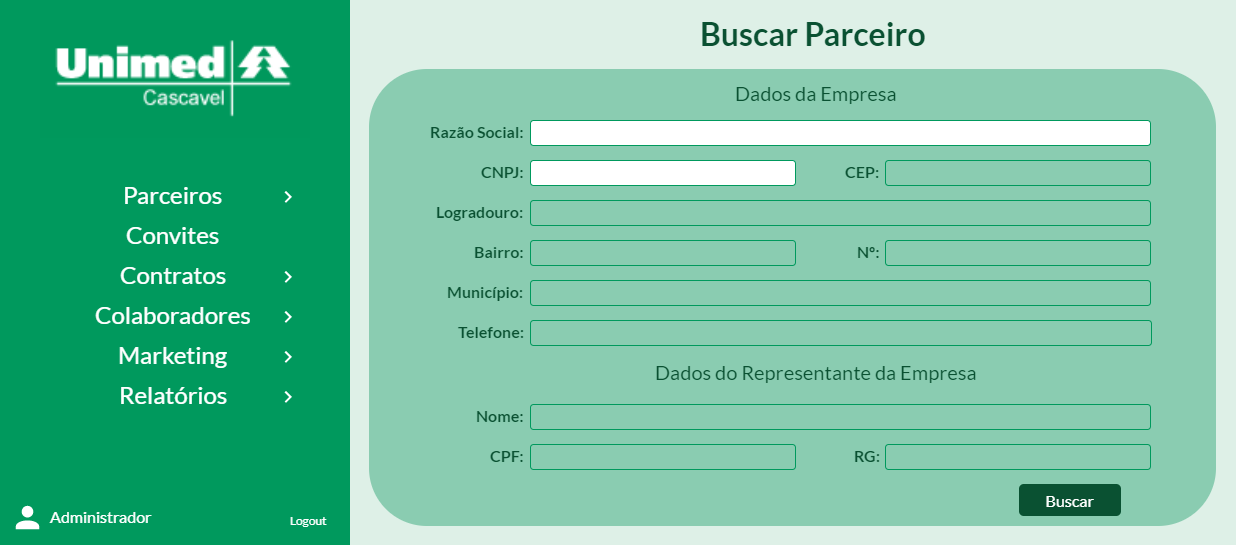 Unimed
Cascavel
Parceiros
Convites
Contratos
Colaboradores
Marketing
Relatórios
Administrador
Logout
Buscar Parceiro
Dados da Empresa
Razão Social:
CNPJ: CEP:
Logradouro:
Bairro: Nº:
Município:
Telefone:
Dados do Representante da Empresa
Nome:
CPF: RG:
Buscar